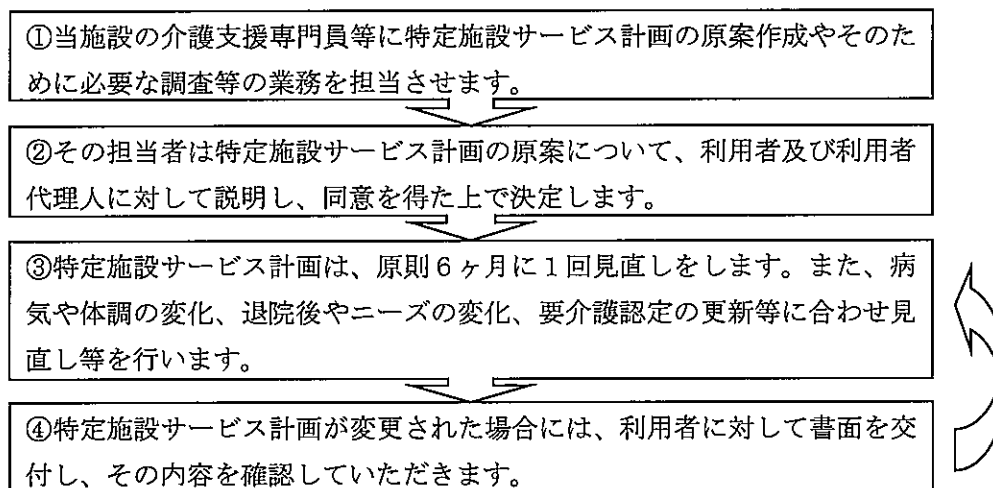 ①当施設の介護支援専門員等に特定施設サービス計画の原案作成やそのた
めに必要な調査等の業務を担当させます。
②その担当者は特定施設サービス計画の原案について、利用者及び利用者
代理人に対して説明し、同意を得た上で決定します。
③特定施設サービス計画は、原則６ヶ月に１回見直しをします。また、病
気や体調の変化、退院後やニーズの変化、要介護認定の更新等に合わせ見
直し等を行います。
④特定施設サービス計画が変更された場合には、利用者に対して書面を交
付し、その内容を確認していただきます。